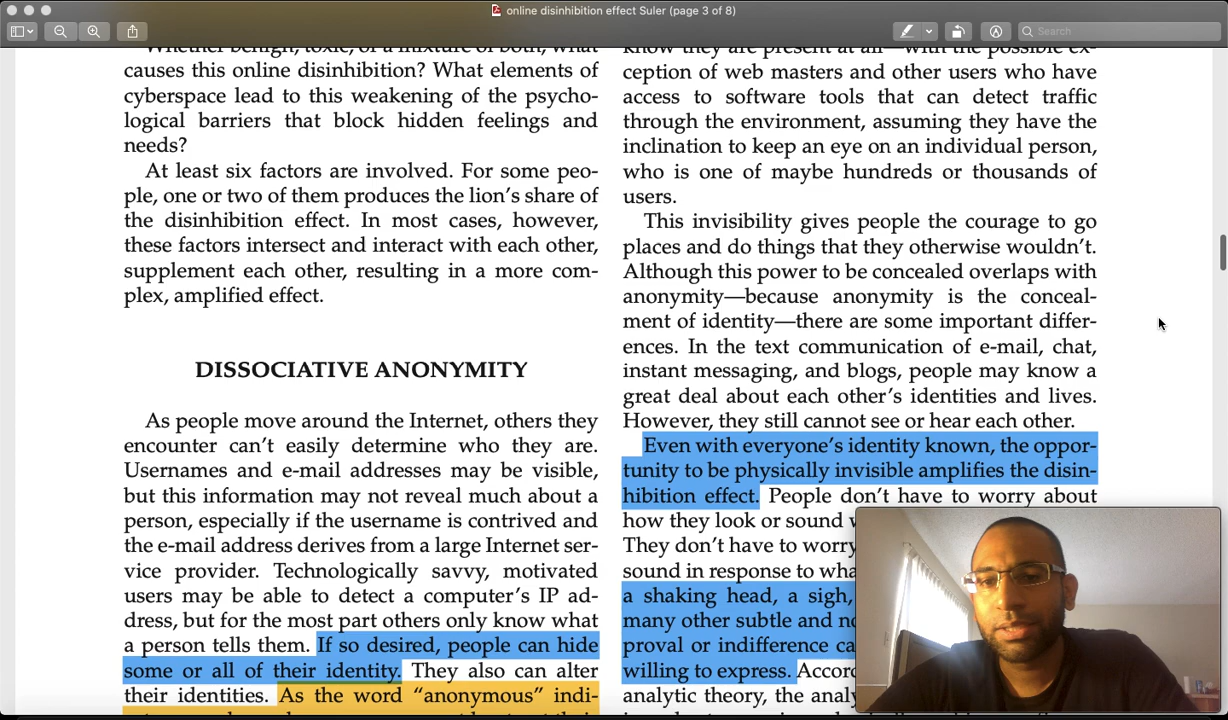 online disinhibition effect Suler (page 3 of 8)
Search
Whether benign, toxic, or a mixture of both, what
causes this online disinhibition? What elements of
cyberspace lead to this weakening of the psycho-
logical barriers that block hidden feelings and
needs?
At least six factors are involved. For some peo-
ple, one or two of them produces the lion's share of
the disinhibition effect. In most cases, however,
these factors intersect and interact with each other,
supplement each other, resulting in a more com-
plex, amplified effect.
DISSOCIATIVE ANONYMITY
As people move around the Internet, others they
encounter can't easily determine who they are.
Usernames and e-mail addresses may be visible,
but this information may not reveal much about a
person, especially if the username is contrived and
the e-mail address derives from a large Internet ser-
vice provider. Technologically savvy, motivated
users may be able to detect a computer's IP ad-
dress, but for the most part others only know what
a person tells them. If so desired, people can hide
some or all of their identity. They also can alter
their identities. As the word “anonymous” indi-
know they are present at all—with the possible ex-
ception of web masters and other users who have
access to software tools that can detect traffic
through the environment, assuming they have the
inclination to keep an eye on an individual person,
who is one of maybe hundreds or thousands of
users.
This invisibility gives people the courage to go
places and do things that they otherwise wouldn't.
Although this power to be concealed overlaps with
anonymity—because anonymity is the conceal-
ment of identity—there are some important differ-
ences. In the text communication of e-mail, chat,
instant messaging, and blogs, people may know a
great deal about each other's identities and lives.
However, they still cannot see or hear each other.
Even with everyone's identity known, the oppor-
tunity to be physically invisible amplifies the disin-
hibition effect. People don't have to worry about
how they look or sound
They don't have to worry
sound in response to
a shaking head, a sigh,
many other subtle and
proval or indifference
willing to express.
analytic theory, the